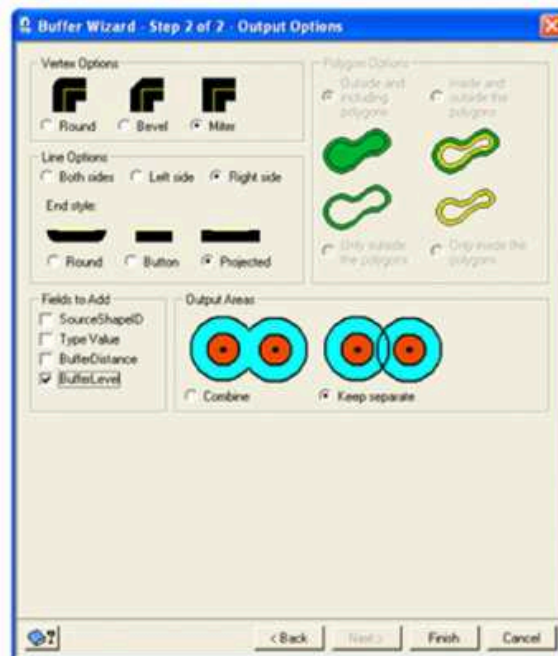 Buffer Wizard - Step 2 of 2 - Output Options
Vertex Options
Round
Bevel
Miter
Line Options
Both sides
Left side
Right side
End style:
Round
Button
Projected
Polygon Options
Outside and including polygons
Inside and outside the polygons
Only outside the polygons
Only inside the polygons
Fields to Add
SourceShapeID
Type Value
BufferDistance
BufferLevel
Output Areas
Combine
Keep separate
?
< Back
Next >
Finish
Cancel